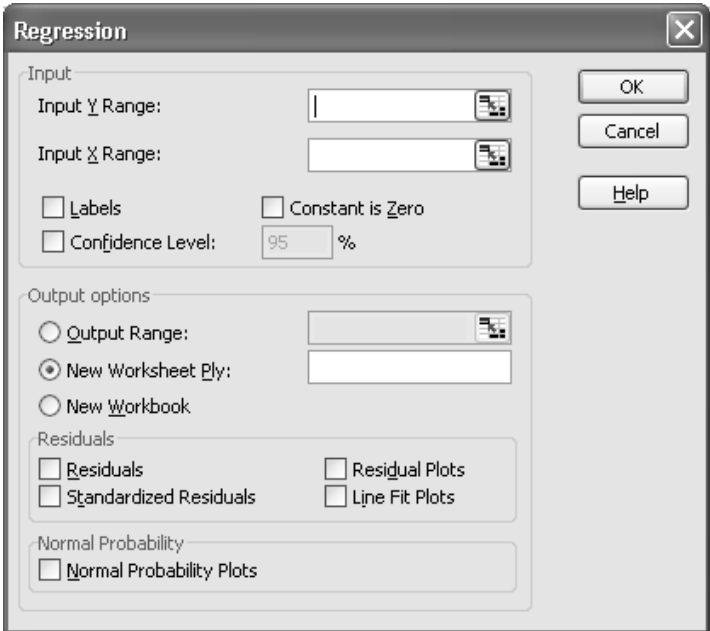 Regression
Input
Input Y Range:
Input X Range:
Labels
Constant is Zero
Confidence Level:
95
%
OK
Cancel
Help
Output options
Output Range:
New Worksheet Ply:
New Workbook
Residuals
Residuals
Residual Plots
Standardized Residuals
Line Fit Plots
Normal Probability
Normal Probability Plots